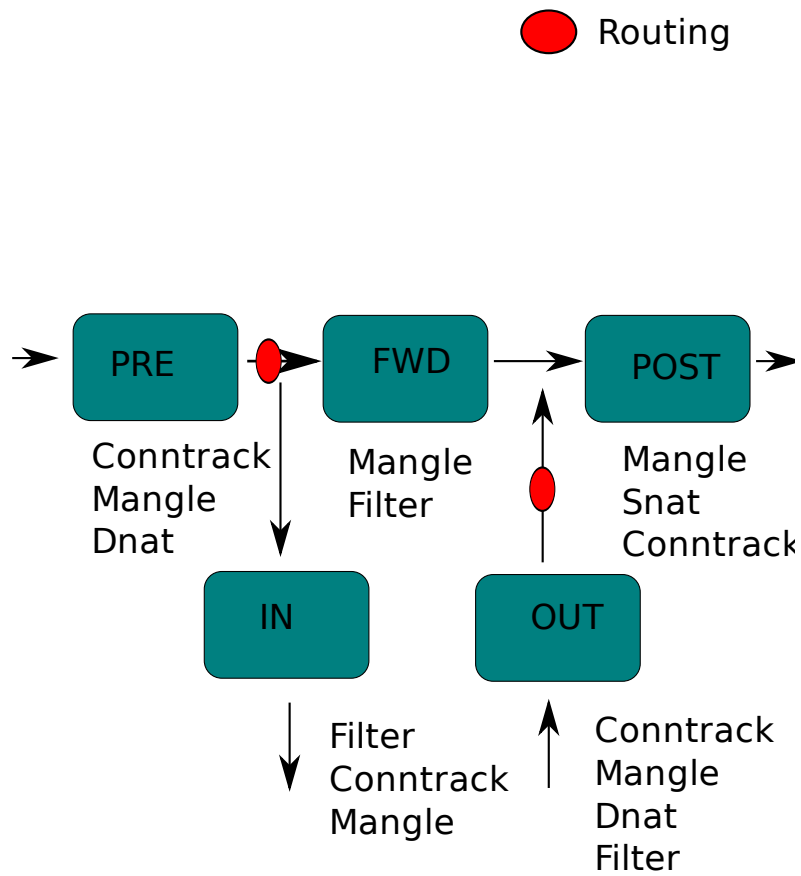 Routing
PRE
FWD
POST
Conntrack
Mangle
Dnat
Mangle
Filter
Mangle
Snat
Conntrack
IN
OUT
Filter
Conntrack
Mangle
Conntrack
Mangle
Dnat
Filter